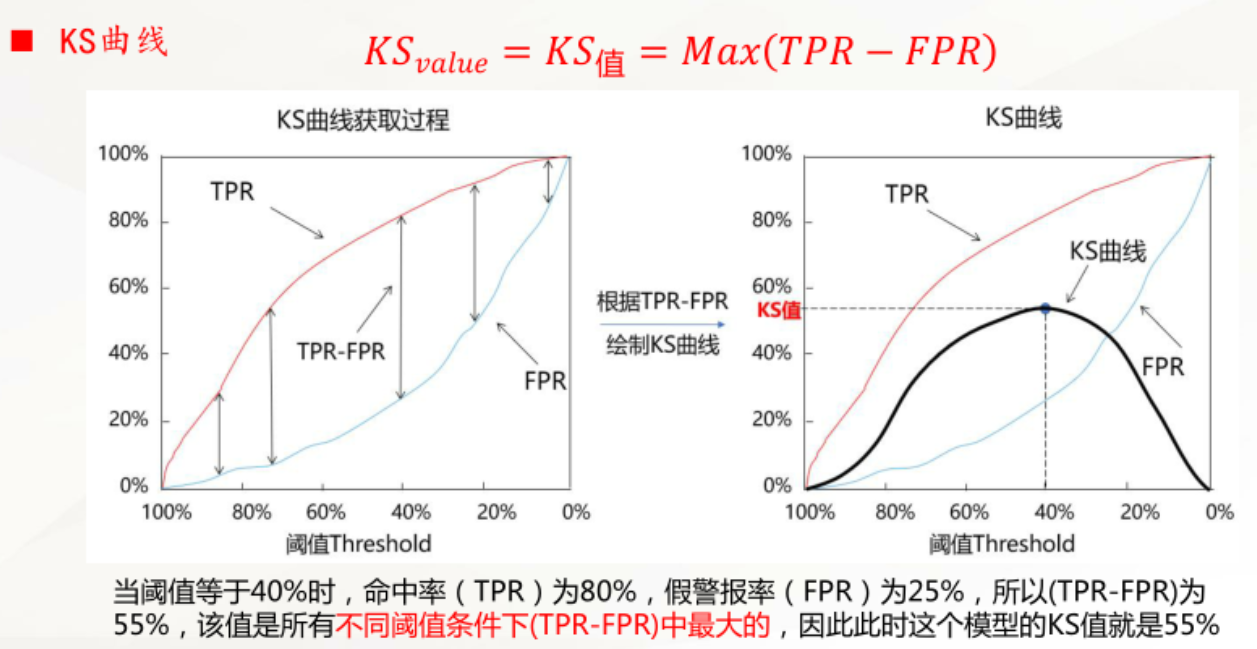 ■ KS曲线
KS_value = KS_值 = Max(TPR − FPR)
KS曲线获取过程
100%
80%
60%
40%
20%
0%
TPR
TPR-FPR
FPR
100% 80% 60% 40% 20% 0%
阈值Threshold
根据TPR-FPR
绘制KS曲线
KS曲线
100%
80%
60%
KS值
40%
20%
0%
TPR
KS曲线
FPR
100% 80% 60% 40% 20% 0%
阈值Threshold
当阈值等于40%时，命中率（TPR）为80%，假警报率（FPR）为25%，所以(TPR-FPR)为
55%，该值是所有不同阈值条件下(TPR-FPR)中最大的，因此此时这个模型的KS值就是55%